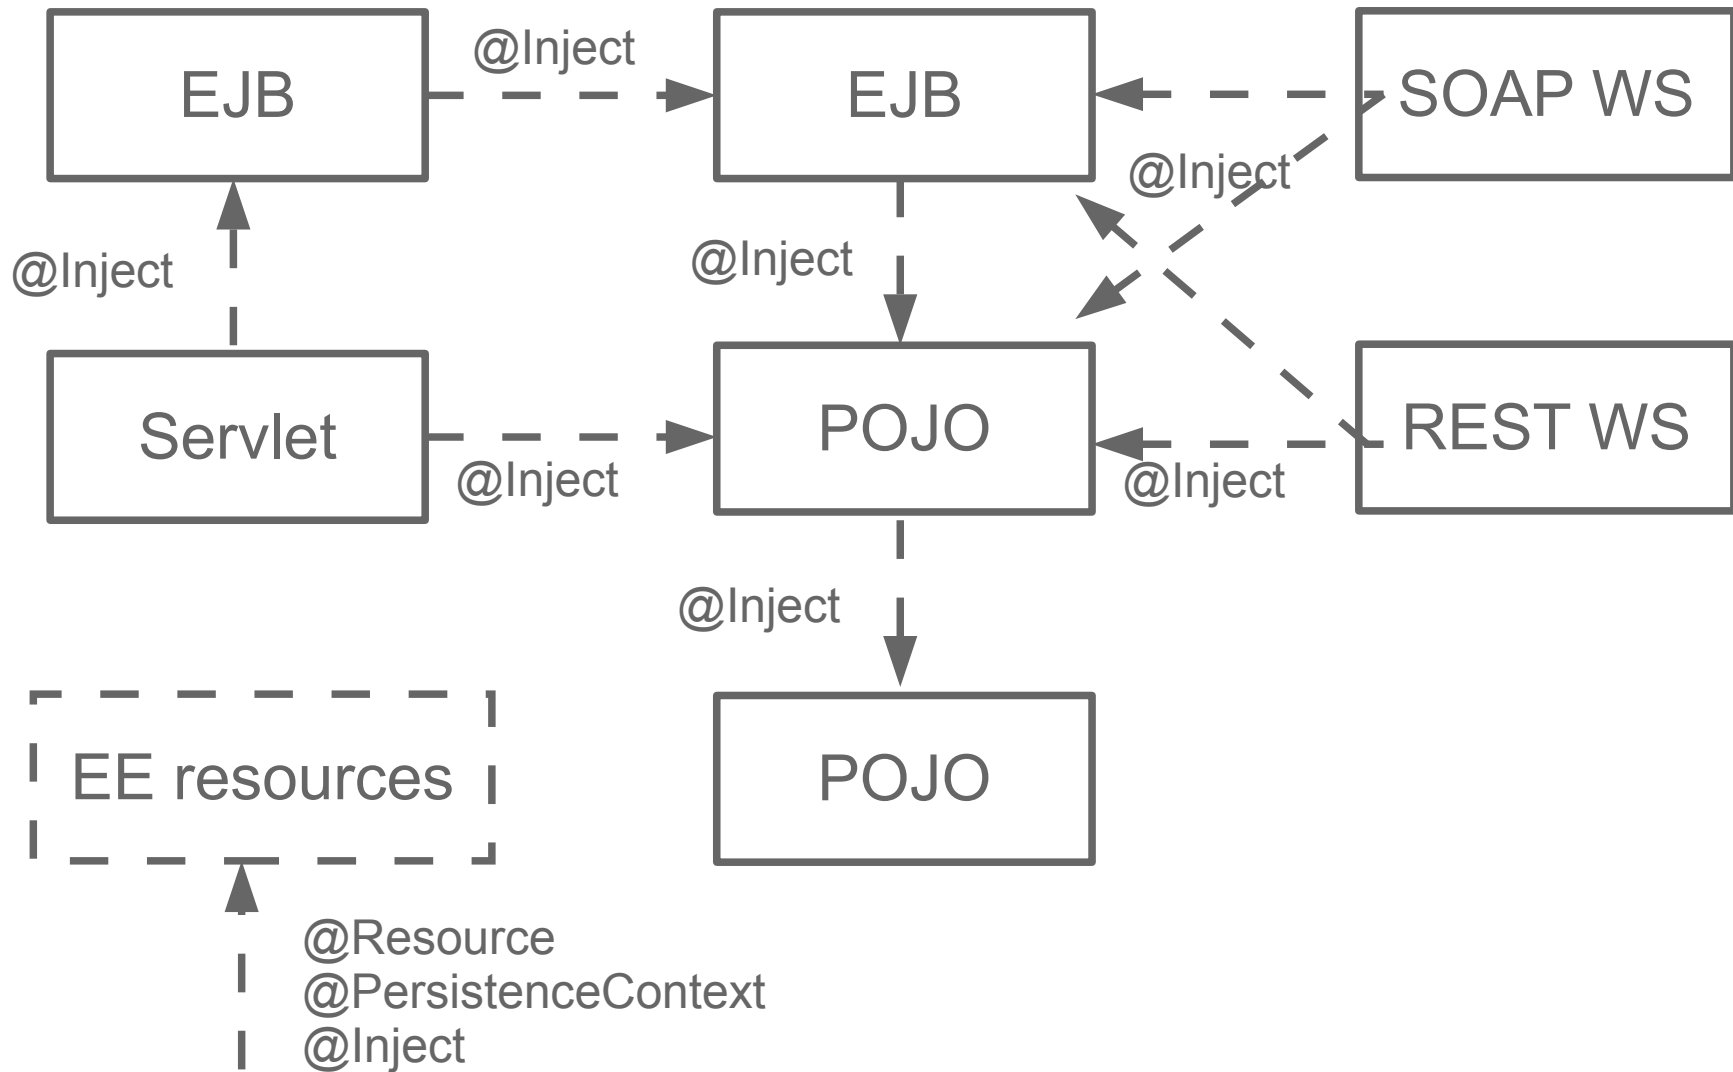 @Inject
EJB
EJB
SOAP WS
@Inject
@Inject
@Inject
Servlet
POJO
REST WS
@Inject
@Inject
@Inject
EE resources
POJO
@Resource
@PersistenceContext
@Inject